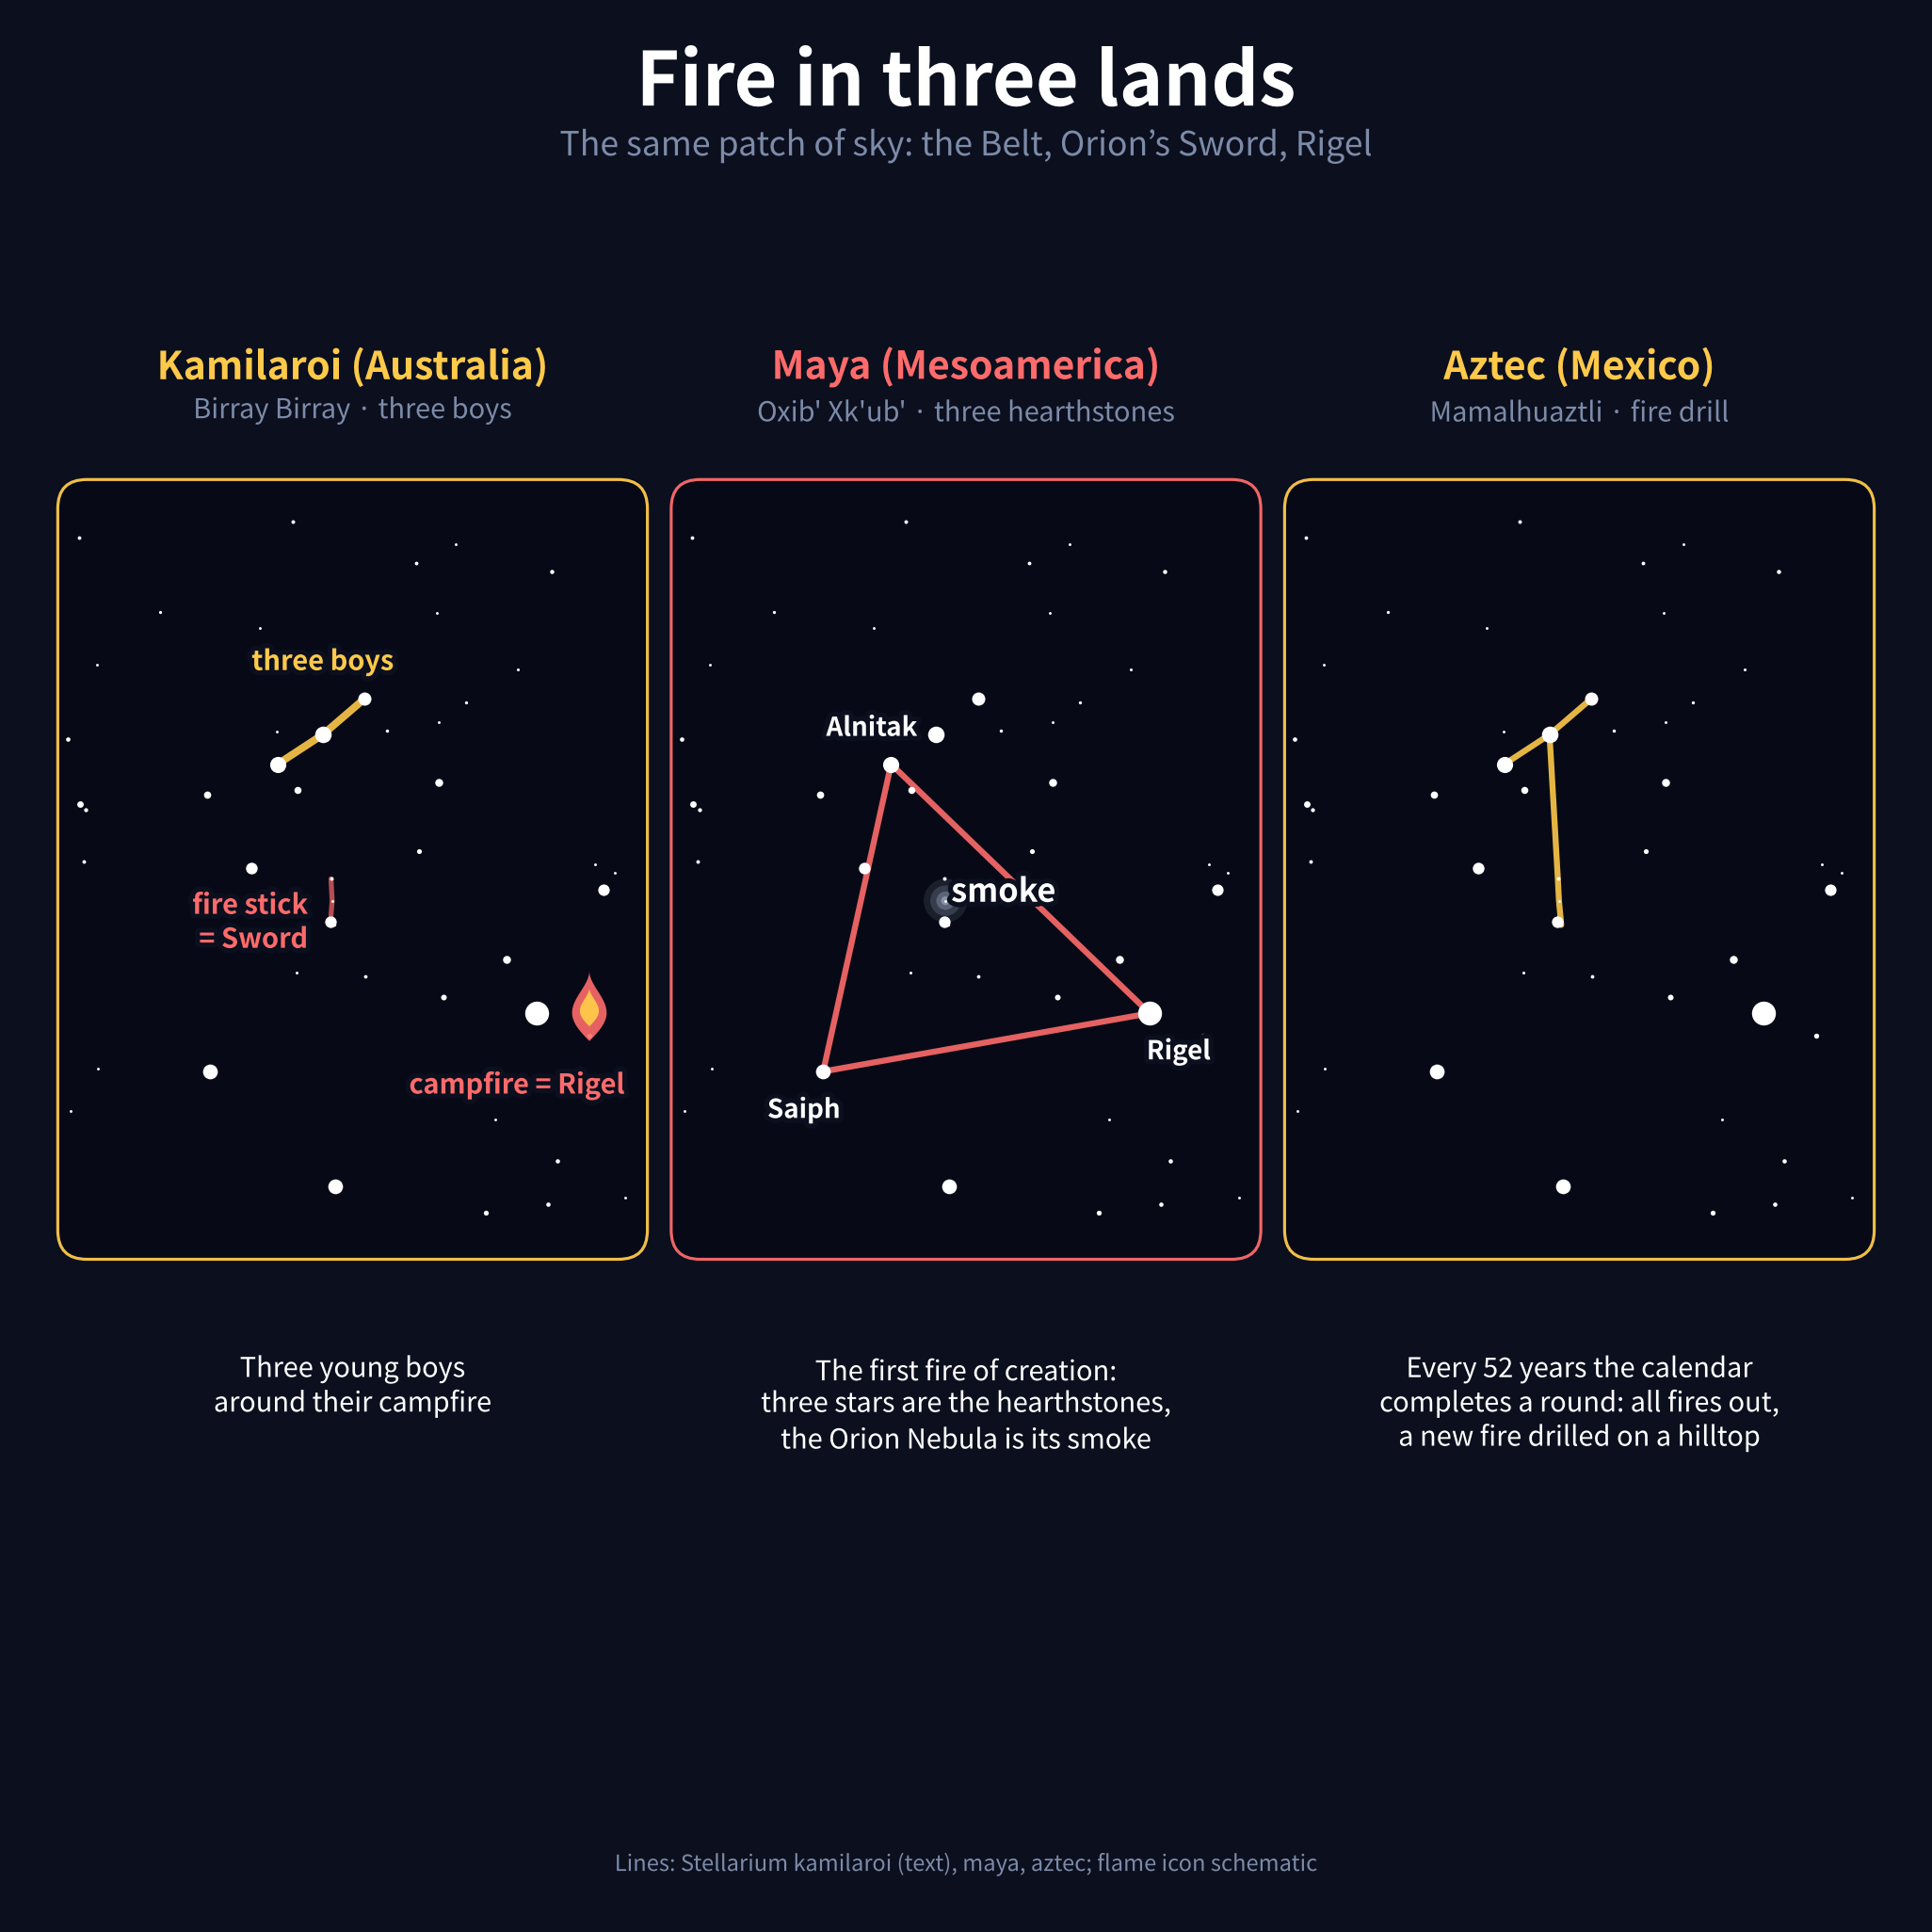 Fire in three lands
The same patch of sky: the Belt, Orion’s Sword, Rigel
Kamilaroi (Australia)
Birray Birray · three boys
three boys
fire stick
= Sword
campfire = Rigel
Three young boys
around their campfire
Maya (Mesoamerica)
Oxib' Xk'ub' · three hearthstones
Alnitak
smoke
Rigel
Saiph
The first fire of creation:
three stars are the hearthstones,
the Orion Nebula is its smoke
Aztec (Mexico)
Mamalhuaztli · fire drill
Every 52 years the calendar
completes a round: all fires out,
a new fire drilled on a hilltop
Lines: Stellarium kamilaroi (text), maya, aztec; flame icon schematic